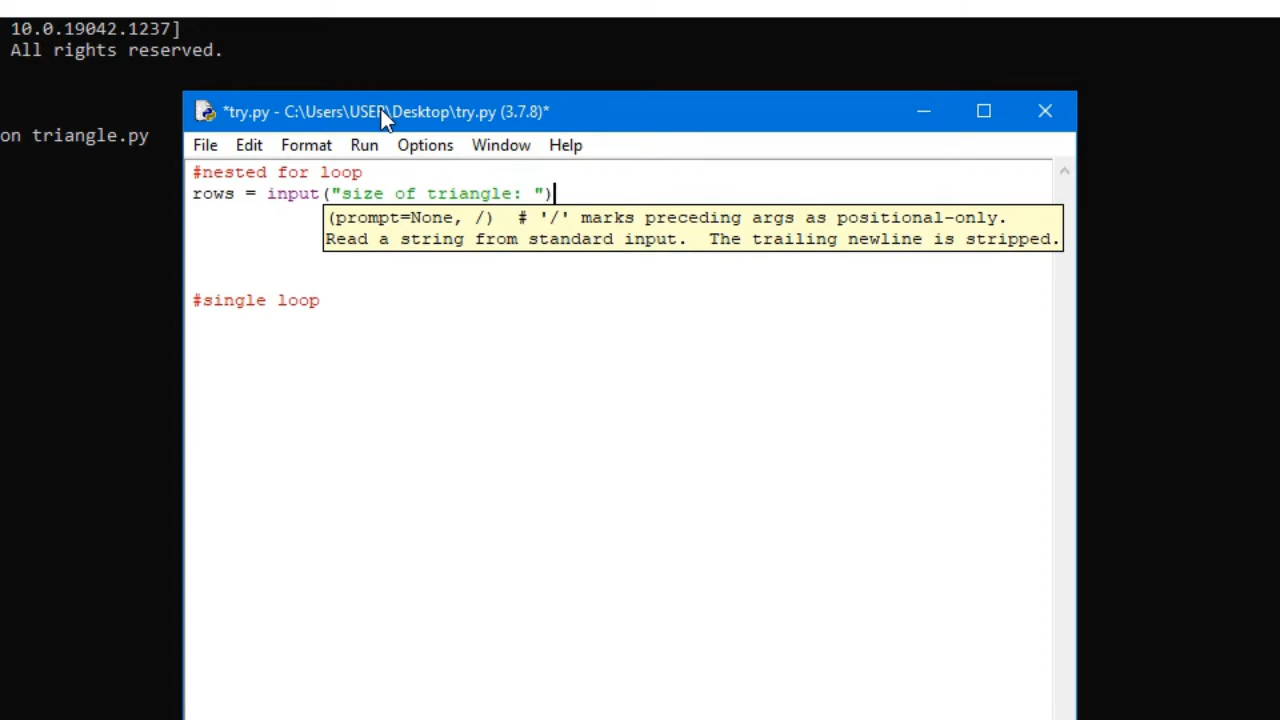 10.0.19042.1237]
All rights reserved.
on triangle.py
*try.py - C:\Users\USER\Desktop\try.py (3.7.8)*
File Edit Format Run Options Window Help
#nested for loop
rows = input("size of triangle: ")
(prompt=None, /)  # '/' marks preceding args as positional-only.
Read a string from standard input.  The trailing newline is stripped.
#single loop